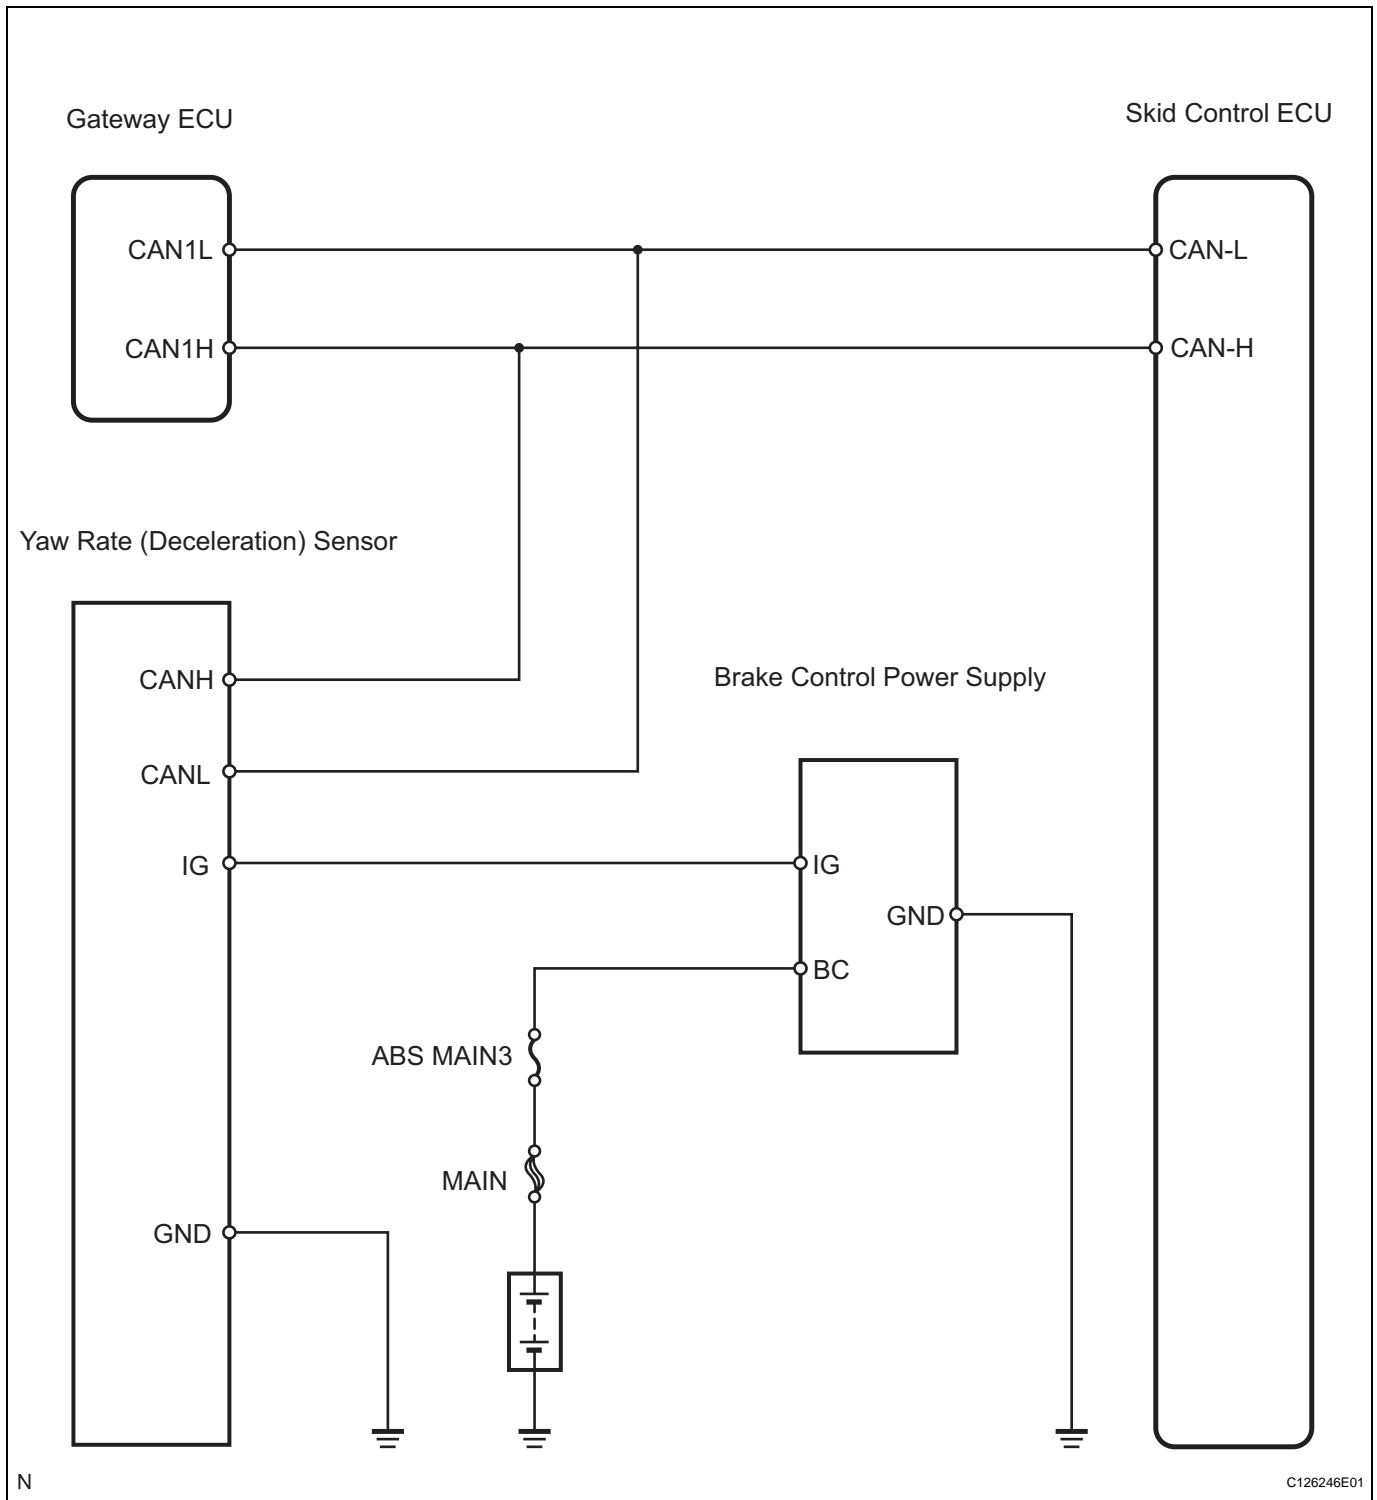 Gateway ECU
Skid Control ECU
CAN1L
CAN-L
CAN1H
CAN-H
Yaw Rate (Deceleration) Sensor
CANH
Brake Control Power Supply
CANL
IG
IG
GND
BC
ABS MAIN3
MAIN
GND
N
C126246E01